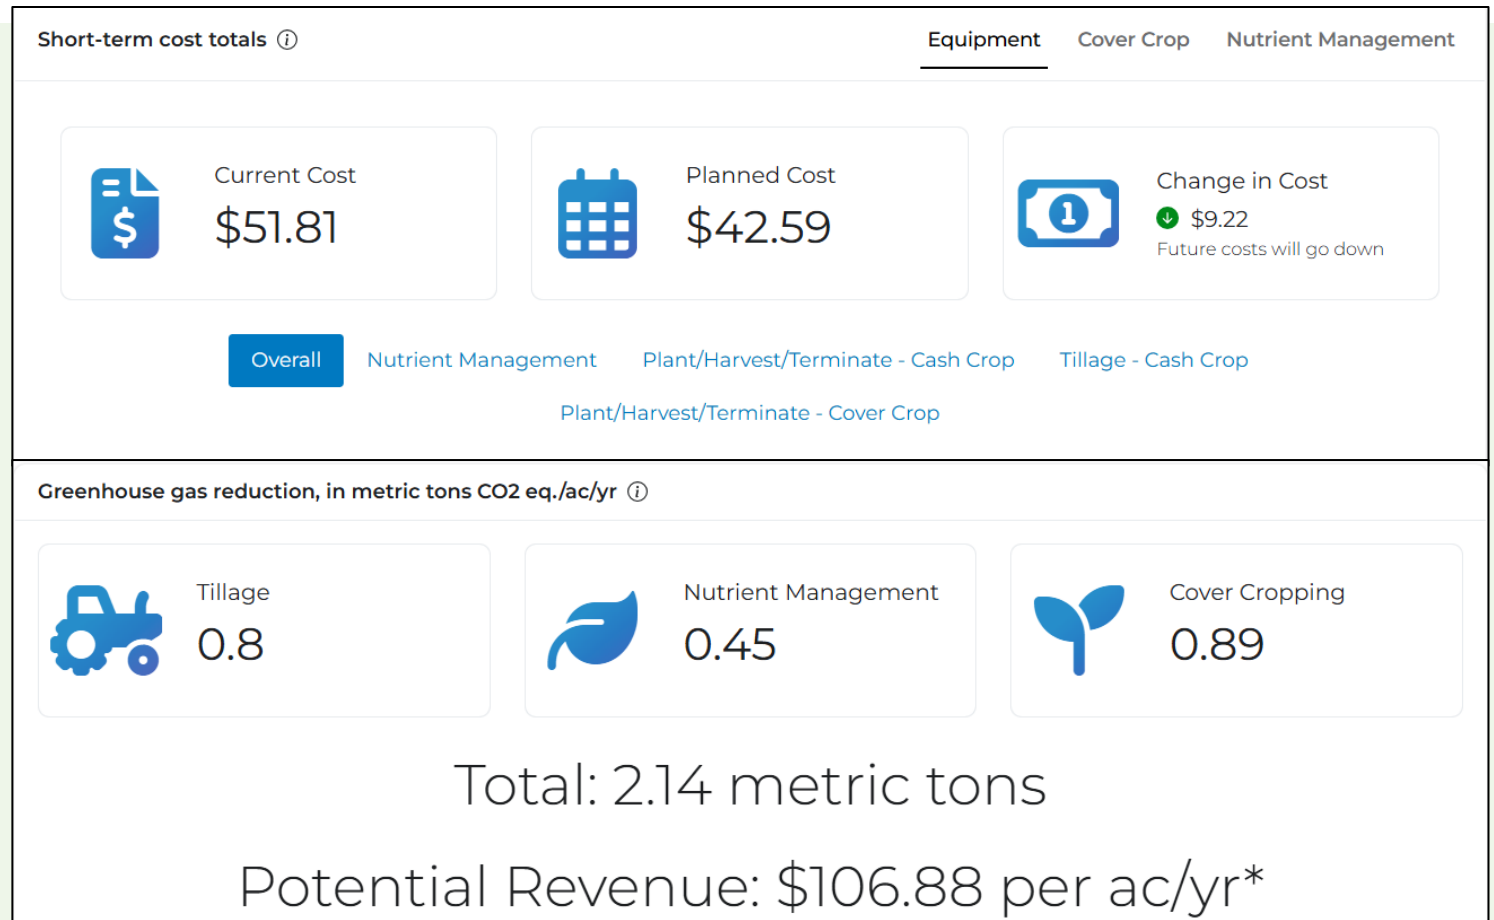 Short-term cost totals
Equipment Cover Crop Nutrient Management
Current Cost
$51.81
Planned Cost
$42.59
Change in Cost
$9.22
Future costs will go down
Overall Nutrient Management Plant/Harvest/Terminate - Cash Crop Tillage - Cash Crop
Plant/Harvest/Terminate - Cover Crop
Greenhouse gas reduction, in metric tons CO2 eq./ac/yr
Tillage
0.8
Nutrient Management
0.45
Cover Cropping
0.89
Total: 2.14 metric tons
Potential Revenue: $106.88 per ac/yr*